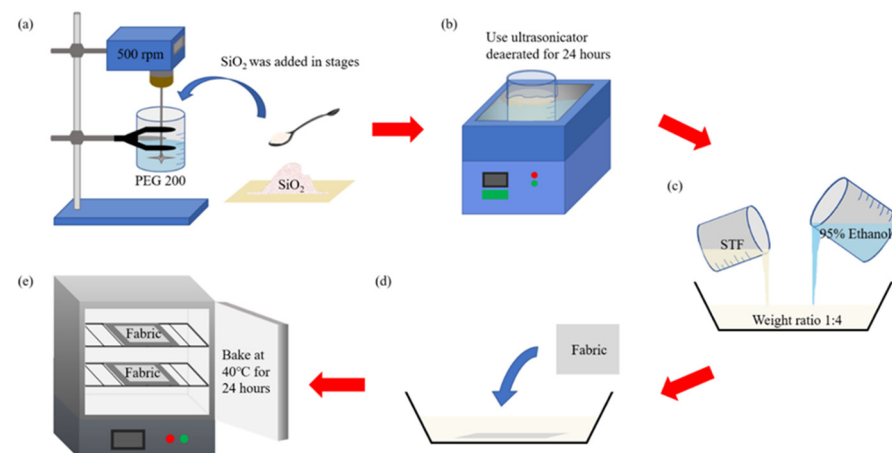 (a)
500 rpm
SiO₂ was added in stages
PEG 200
SiO₂
(b)
Use ultrasonicator
deaerated for 24 hours
(c)
STF
95% Ethanol
Weight ratio 1:4
(d)
Fabric
(e)
Fabric
Fabric
Bake at
40℃ for
24 hours